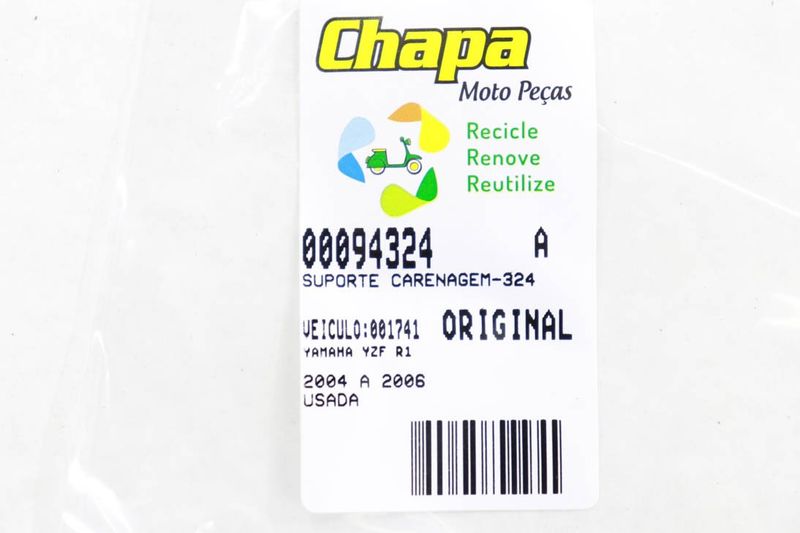 Chapa
Moto Peças
Recicle
Renove
Reutilize
00094324 A
SUPORTE CARENAGEM-324
VEICULO:001741 ORIGINAL
YAMAHA YZF R1
2004 A 2006
USADA